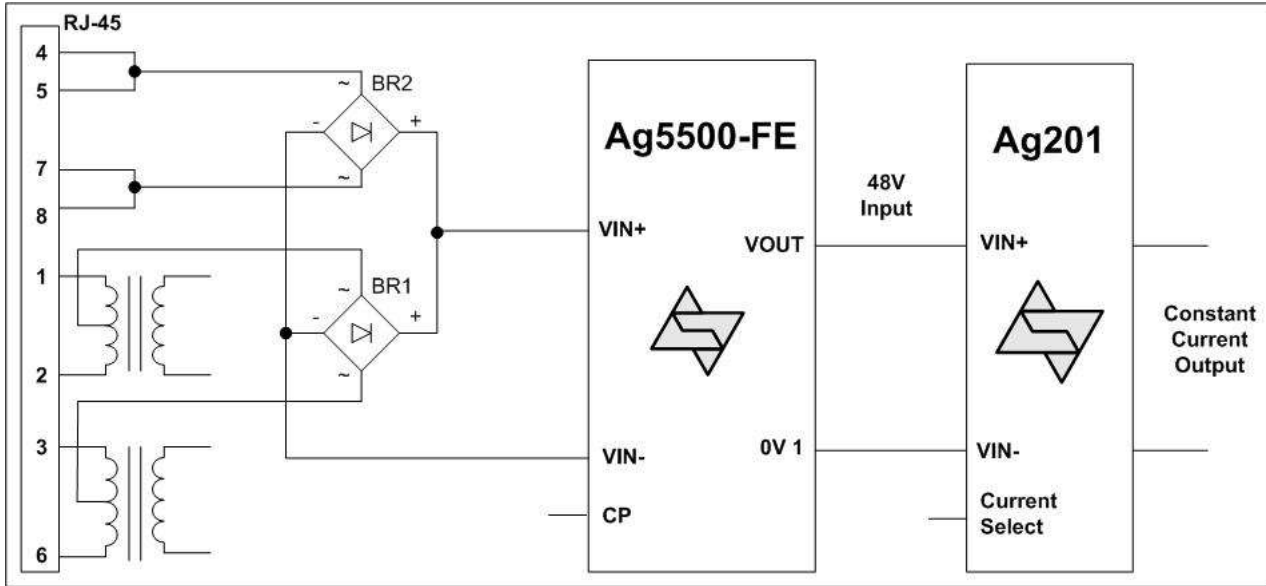 RJ-45
4
5
7
8
1
2
3
6
~
BR2
-
+
~
~
BR1
-
+
~
Ag5500-FE
VIN+
VOUT
VIN-
0V 1
CP
48V
Input
Ag201
VIN+
VIN-
Current
Select
Constant
Current
Output